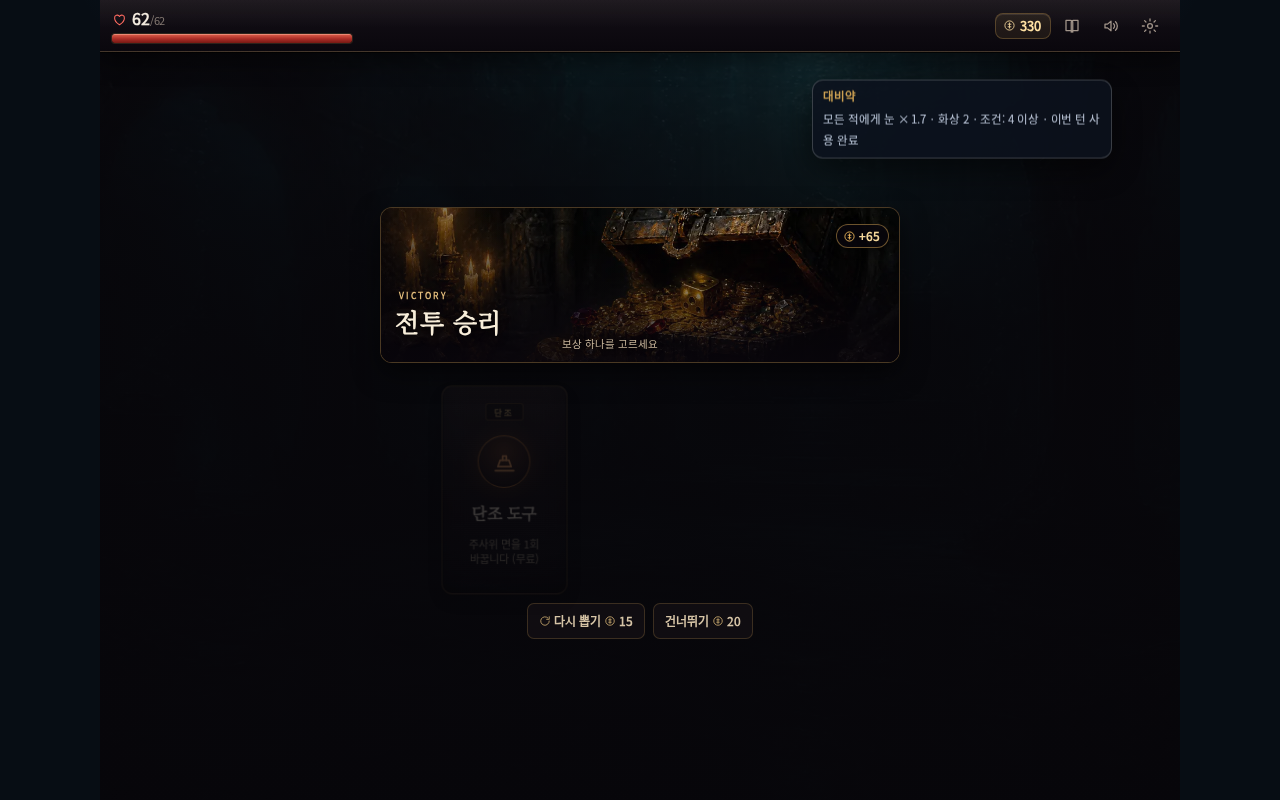 62/62
330
대비약
모든 적에게 눈 × 1.7 · 화상 2 · 조건: 4 이상 · 이번 턴 사
용 완료
+65
VICTORY
전투 승리
보상 하나를 고르세요
단조
단조 도구
주사위 면을 1회
바꿉니다 (무료)
다시 뽑기 15
건너뛰기 20